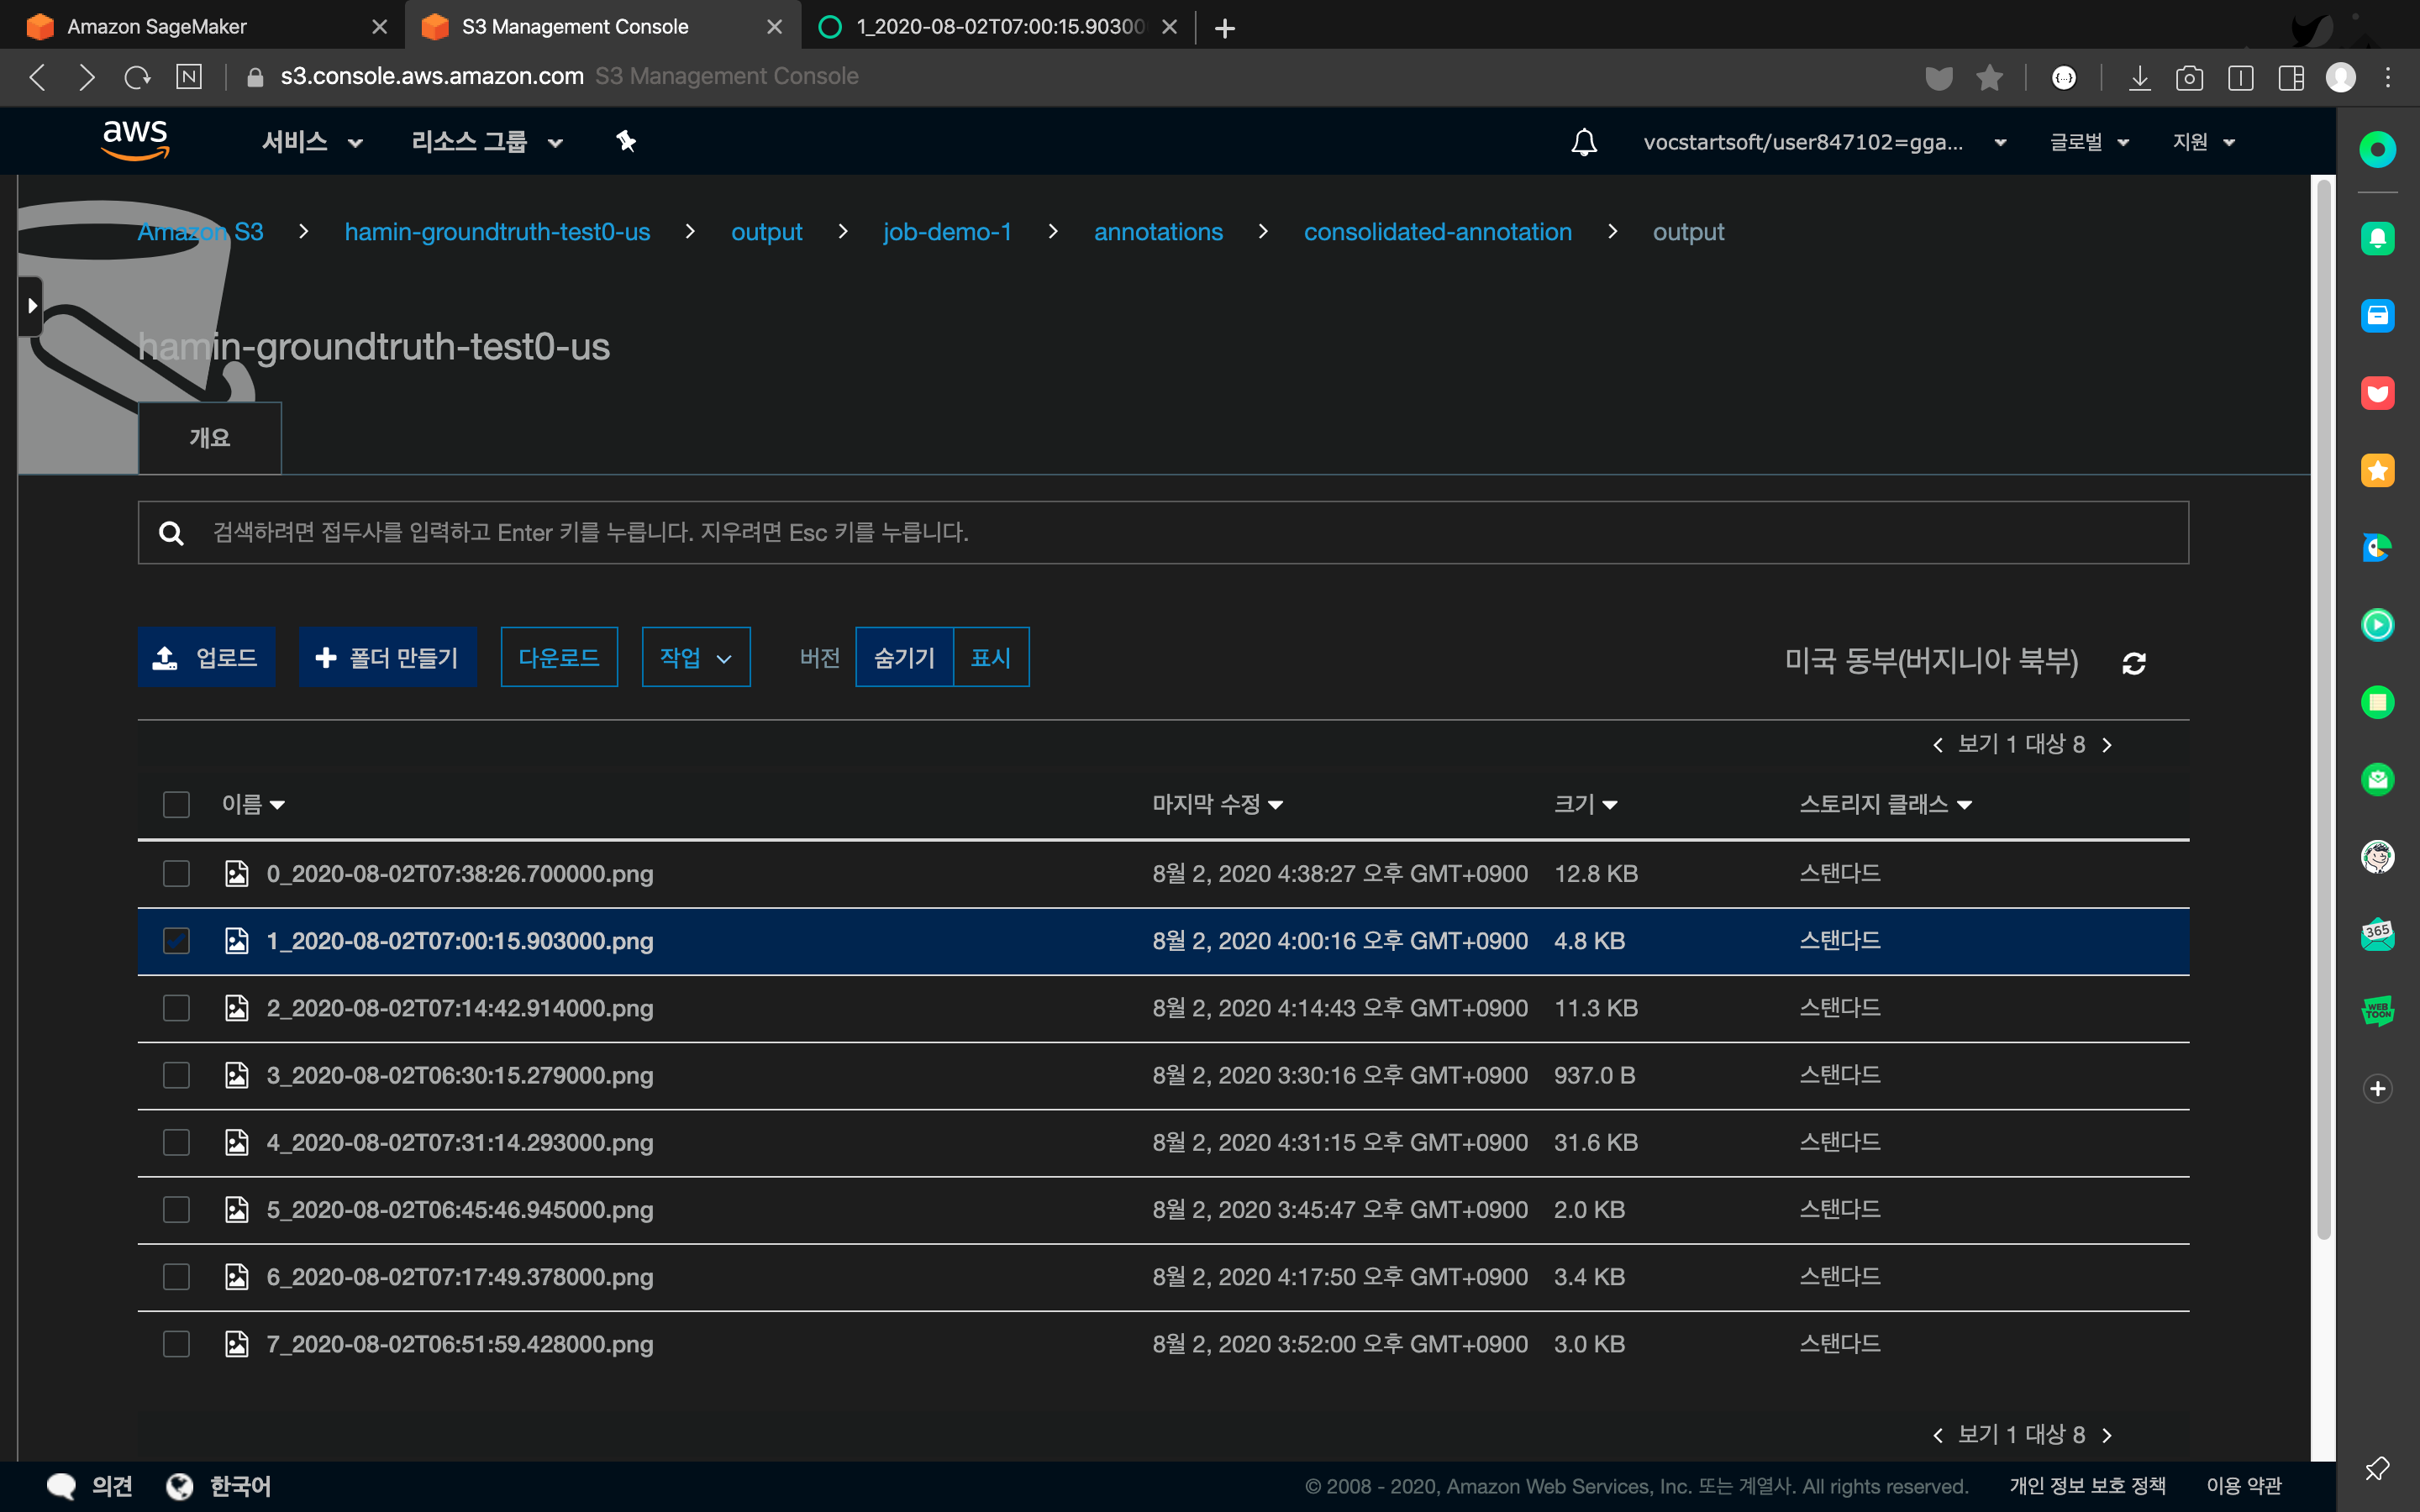 Amazon SageMaker
S3 Management Console
1_2020-08-02T07:00:15.90300
s3.console.aws.amazon.com S3 Management Console
aws 서비스 리소스 그룹 vocstartsoft/user847102=gga... 글로벌 지원
Amazon S3 > hamin-groundtruth-test0-us > output > job-demo-1 > annotations > consolidated-annotation > output
hamin-groundtruth-test0-us
개요
검색하려면 접두사를 입력하고 Enter 키를 누릅니다. 지우려면 Esc 키를 누릅니다.
업로드 폴더 만들기 다운로드 작업 버전 숨기기 표시 미국 동부(버지니아 북부)
보기 1 대상 8
이름 마지막 수정 크기 스토리지 클래스
0_2020-08-02T07:38:26.700000.png 8월 2, 2020 4:38:27 오후 GMT+0900 12.8 KB 스탠다드
1_2020-08-02T07:00:15.903000.png 8월 2, 2020 4:00:16 오후 GMT+0900 4.8 KB 스탠다드
2_2020-08-02T07:14:42.914000.png 8월 2, 2020 4:14:43 오후 GMT+0900 11.3 KB 스탠다드
3_2020-08-02T06:30:15.279000.png 8월 2, 2020 3:30:16 오후 GMT+0900 937.0 B 스탠다드
4_2020-08-02T07:31:14.293000.png 8월 2, 2020 4:31:15 오후 GMT+0900 31.6 KB 스탠다드
5_2020-08-02T06:45:46.945000.png 8월 2, 2020 3:45:47 오후 GMT+0900 2.0 KB 스탠다드
6_2020-08-02T07:17:49.378000.png 8월 2, 2020 4:17:50 오후 GMT+0900 3.4 KB 스탠다드
7_2020-08-02T06:51:59.428000.png 8월 2, 2020 3:52:00 오후 GMT+0900 3.0 KB 스탠다드
보기 1 대상 8
의견 한국어 © 2008 - 2020, Amazon Web Services, Inc. 또는 계열사. All rights reserved. 개인 정보 보호 정책 이용 약관
365
WEB
TOON